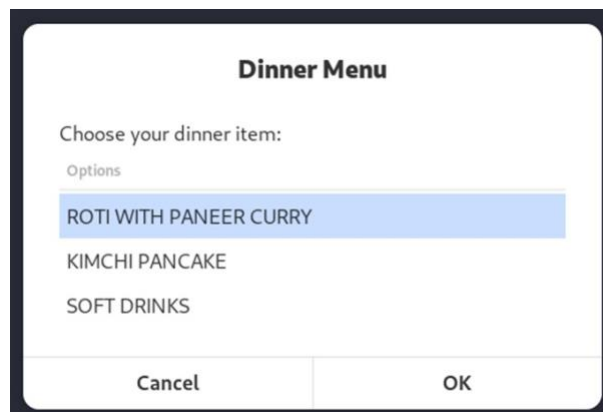 Dinner Menu
Choose your dinner item:
Options
ROTI WITH PANEER CURRY
KIMCHI PANCAKE
SOFT DRINKS
Cancel OK